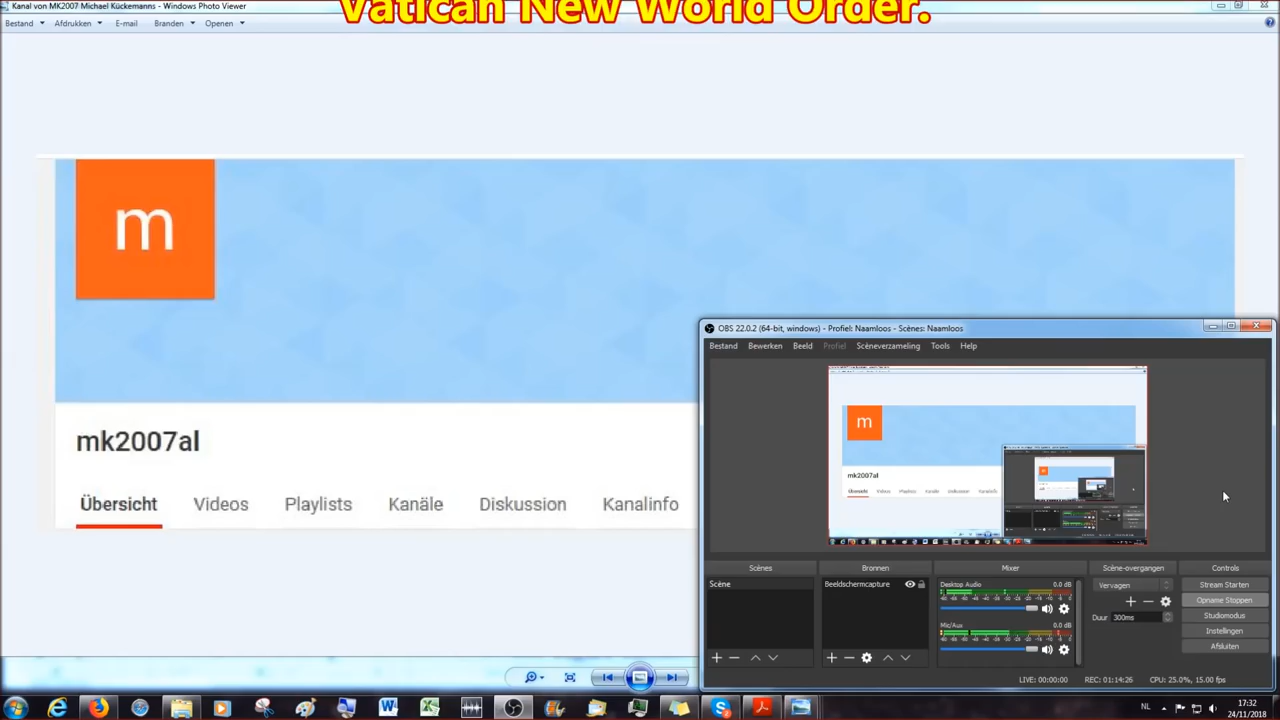 Kanal von MK2007 Michael Kückemanns - Windows Photo Viewer
Vatican New World Order.
Bestand Afdrukken E-mail Branden Openen
m
mk2007al
Übersicht Videos Playlists Kanäle Diskussion Kanalinfo
OBS 22.0.2 (64-bit, windows) - Profiel: Naamloos - Scènes: Naamloos
Bestand Bewerken Beeld Profiel Scèneverzameling Tools Help
m
mk2007al
Scènes Bronnen Mixer Scène-overgangen Controls
Scène
Beeldschermcapture
Desktop Audio 0.0 dB
Mic/Aux 0.0 dB
Vervagen
Duur 300ms
Stream Starten
Opname Stoppen
Studiomodus
Instellingen
Afsluiten
LIVE: 00:00:00 REC: 01:14:26 CPU: 25.0%, 15.00 fps
NL
17:32
24/11/2018